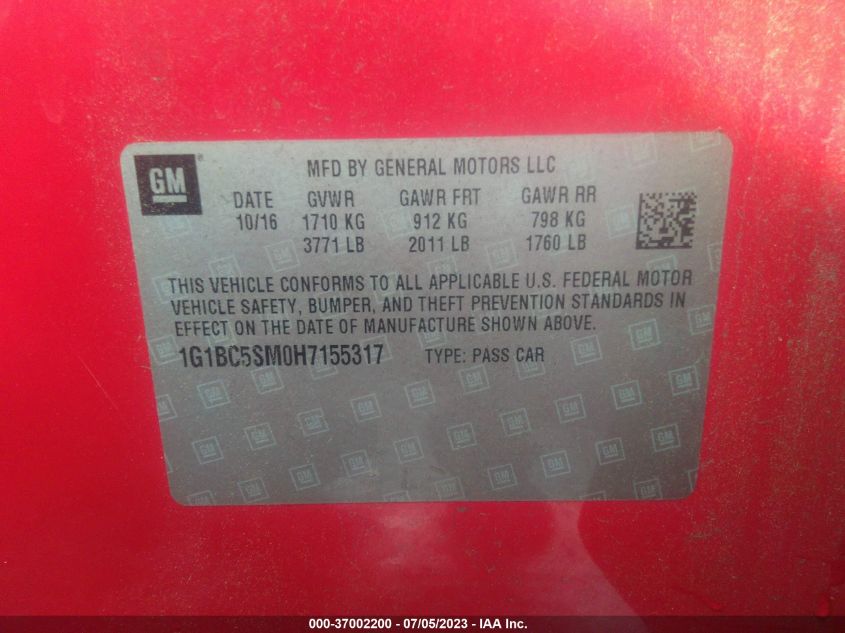 GM
MFD BY GENERAL MOTORS LLC
DATE GVWR GAWR FRT GAWR RR
10/16 1710 KG 912 KG 798 KG
3771 LB 2011 LB 1760 LB
THIS VEHICLE CONFORMS TO ALL APPLICABLE U.S. FEDERAL MOTOR
VEHICLE SAFETY, BUMPER, AND THEFT PREVENTION STANDARDS IN
EFFECT ON THE DATE OF MANUFACTURE SHOWN ABOVE.
1G1BC5SM0H7155317 TYPE: PASS CAR
000-37002200 - 07/05/2023 - IAA Inc.